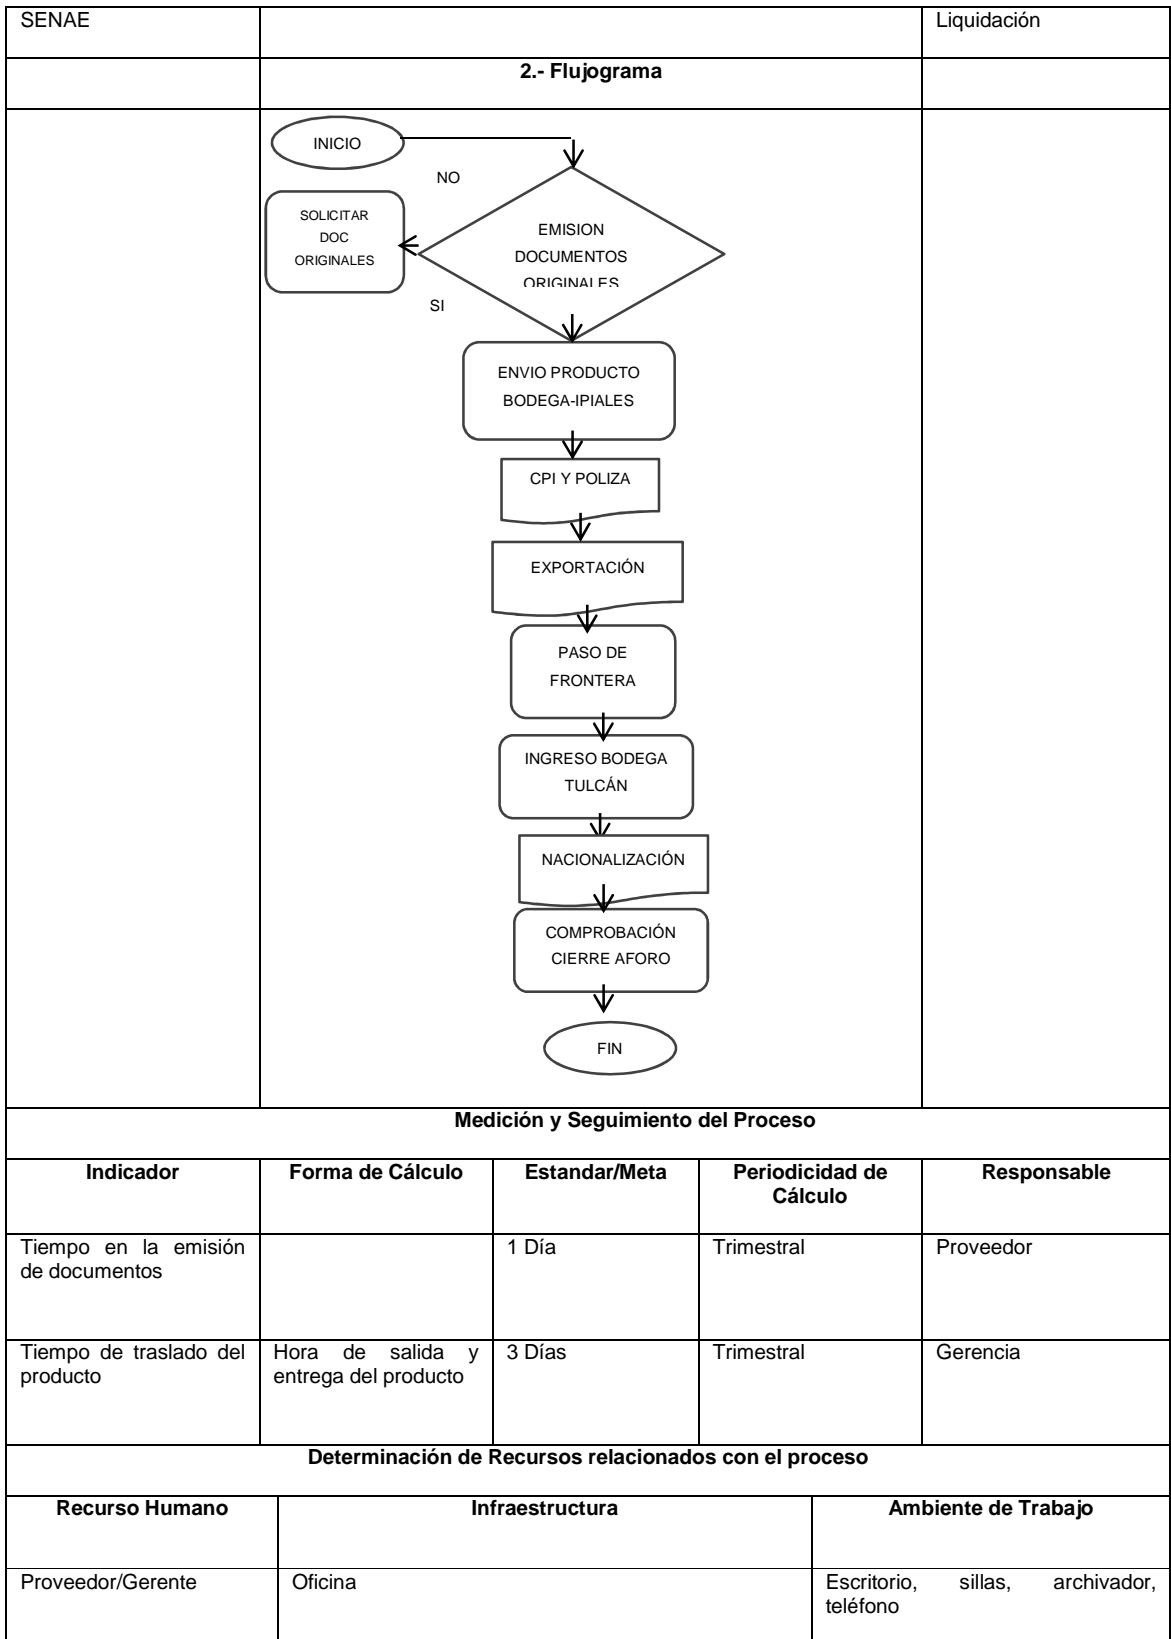 SENAE
Liquidación
2.- Flujograma
INICIO
NO
SOLICITAR
DOC
ORIGINALES
EMISION
DOCUMENTOS
ORIGINALES
SI
ENVIO PRODUCTO
BODEGA-IPIALES
CPI Y POLIZA
EXPORTACIÓN
PASO DE
FRONTERA
INGRESO BODEGA
TULCÁN
NACIONALIZACIÓN
COMPROBACIÓN
CIERRE AFORO
FIN
Medición y Seguimiento del Proceso
Indicador
Forma de Cálculo
Estandar/Meta
Periodicidad de
Cálculo
Responsable
Tiempo en la emisión
de documentos
1 Día
Trimestral
Proveedor
Tiempo de traslado del
producto
Hora de salida y
entrega del producto
3 Días
Trimestral
Gerencia
Determinación de Recursos relacionados con el proceso
Recurso Humano
Infraestructura
Ambiente de Trabajo
Proveedor/Gerente
Oficina
Escritorio, sillas, archivador,
teléfono